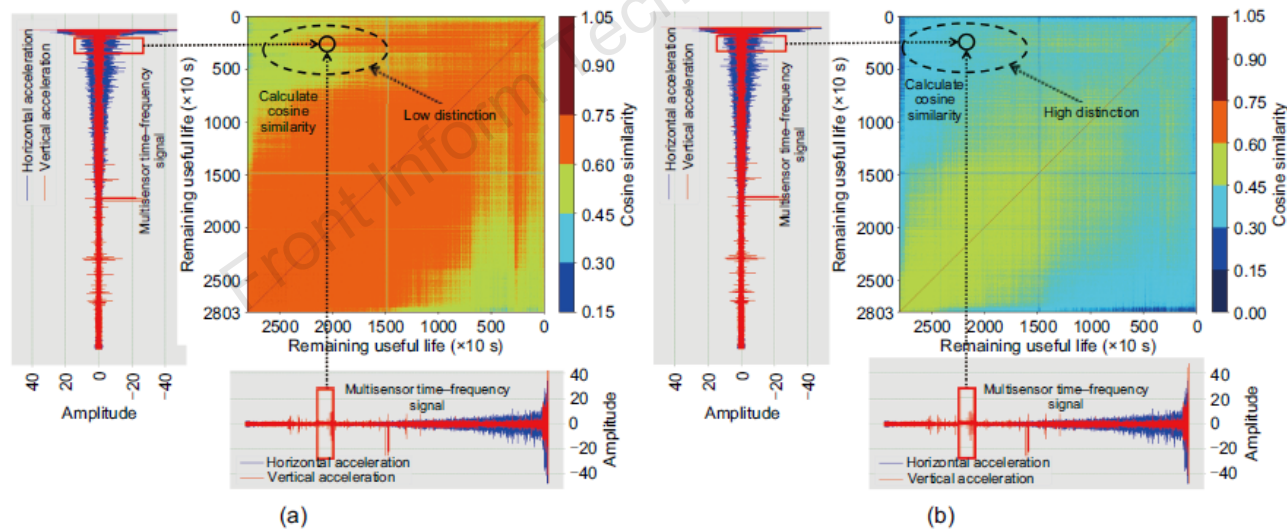 Horizontal acceleration
Vertical acceleration
Multisensor time–frequency
signal
40
20
0
−20
−40
Amplitude
Remaining useful life (×10 s)
0
500
1000
1500
2000
2500
2803
Calculate
cosine
similarity
Low distinction
2500
2000
1500
1000
500
0
Remaining useful life (×10 s)
1.05
0.90
0.75
0.60
0.45
0.30
0.15
Cosine similarity
Multisensor time–frequency
signal
Horizontal acceleration
Vertical acceleration
40
20
0
−20
−40
Amplitude
(a)
Horizontal acceleration
Vertical acceleration
Multisensor time–frequency
signal
40
20
0
−20
−40
Amplitude
Remaining useful life (×10 s)
0
500
1000
1500
2000
2500
2803
Calculate
cosine
similarity
High distinction
2500
2000
1500
1000
500
0
Remaining useful life (×10 s)
1.05
0.90
0.75
0.60
0.45
0.30
0.15
0.00
Cosine similarity
Multisensor time–frequency
signal
Horizontal acceleration
Vertical acceleration
40
20
0
−20
−40
Amplitude
(b)
Front Inform Tech